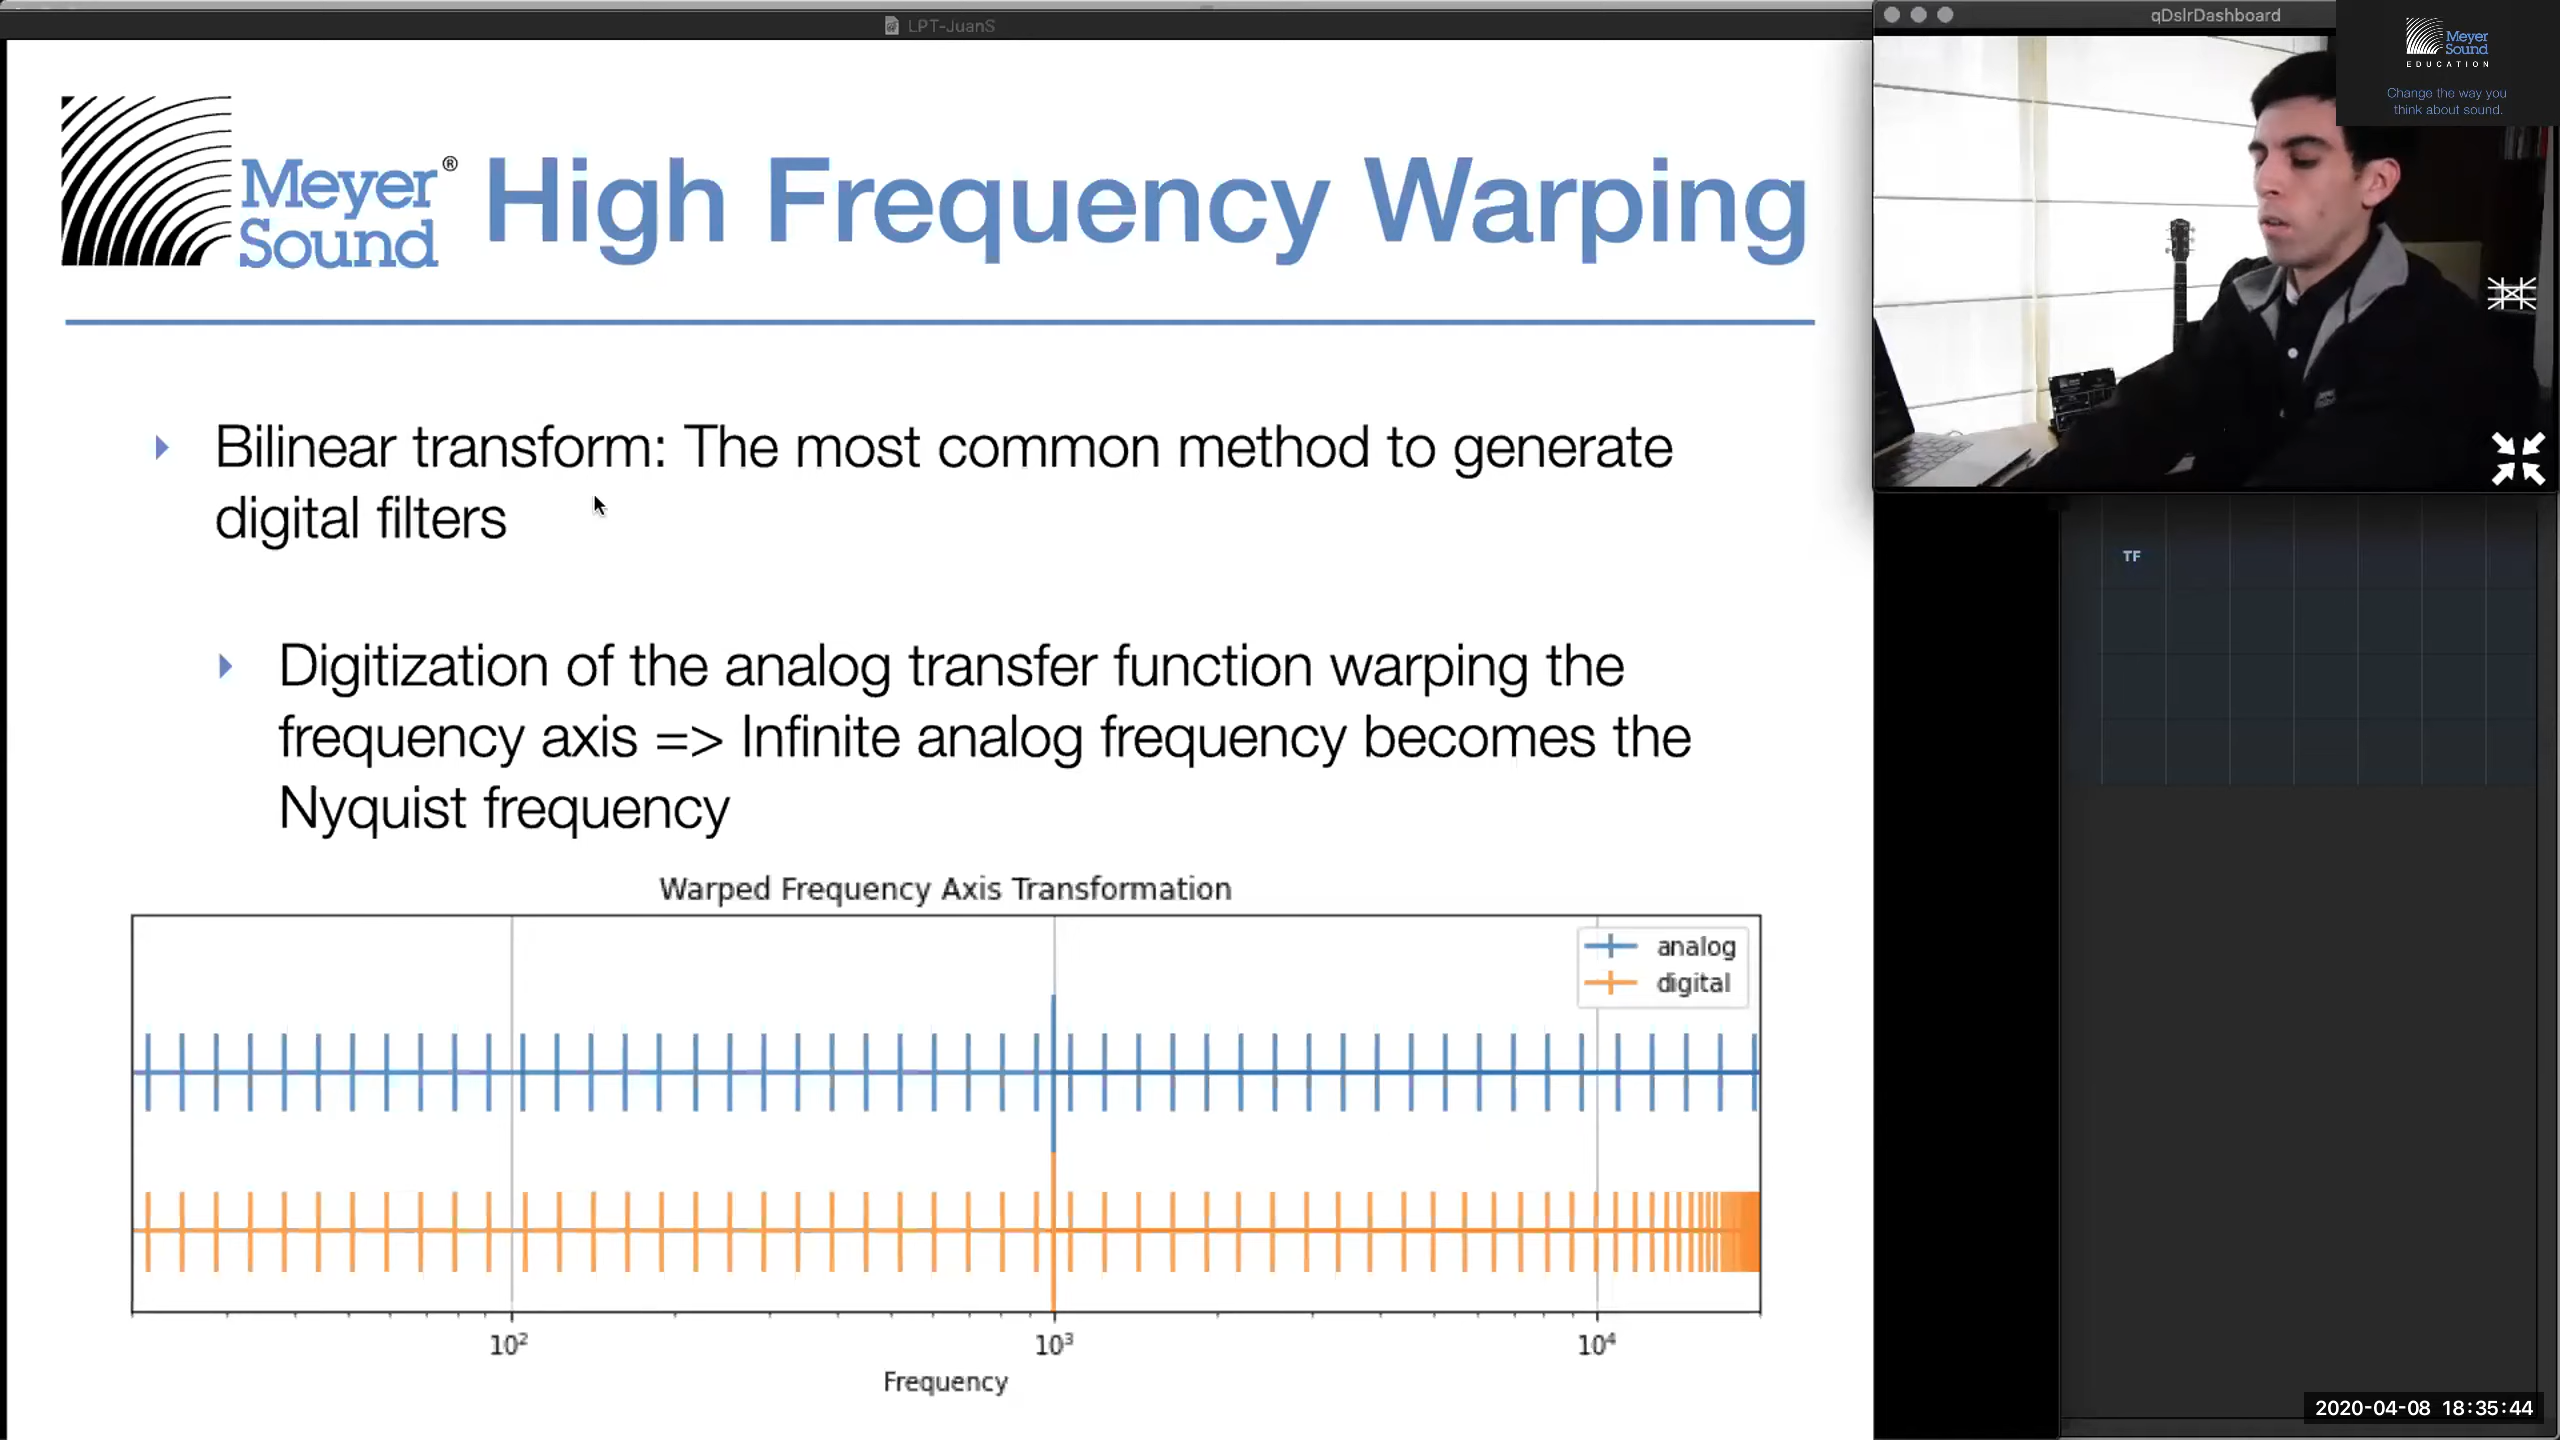 LPT-JuanS
qDslrDashboard
Meyer
Sound
EDUCATION
Change the way you
think about sound.
Meyer®
Sound
High Frequency Warping
Bilinear transform: The most common method to generate
digital filters
Digitization of the analog transfer function warping the
frequency axis => Infinite analog frequency becomes the
Nyquist frequency
TF
Warped Frequency Axis Transformation
analog
digital
10² 10³ 10⁴
Frequency
2020-04-08 18:35:44